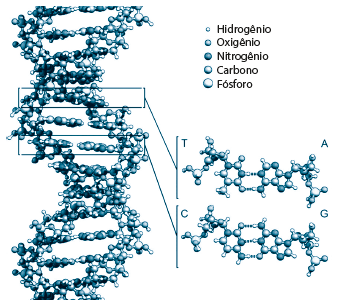 Hidrogênio
Oxigênio
Nitrogênio
Carbono
Fósforo
T A
C G